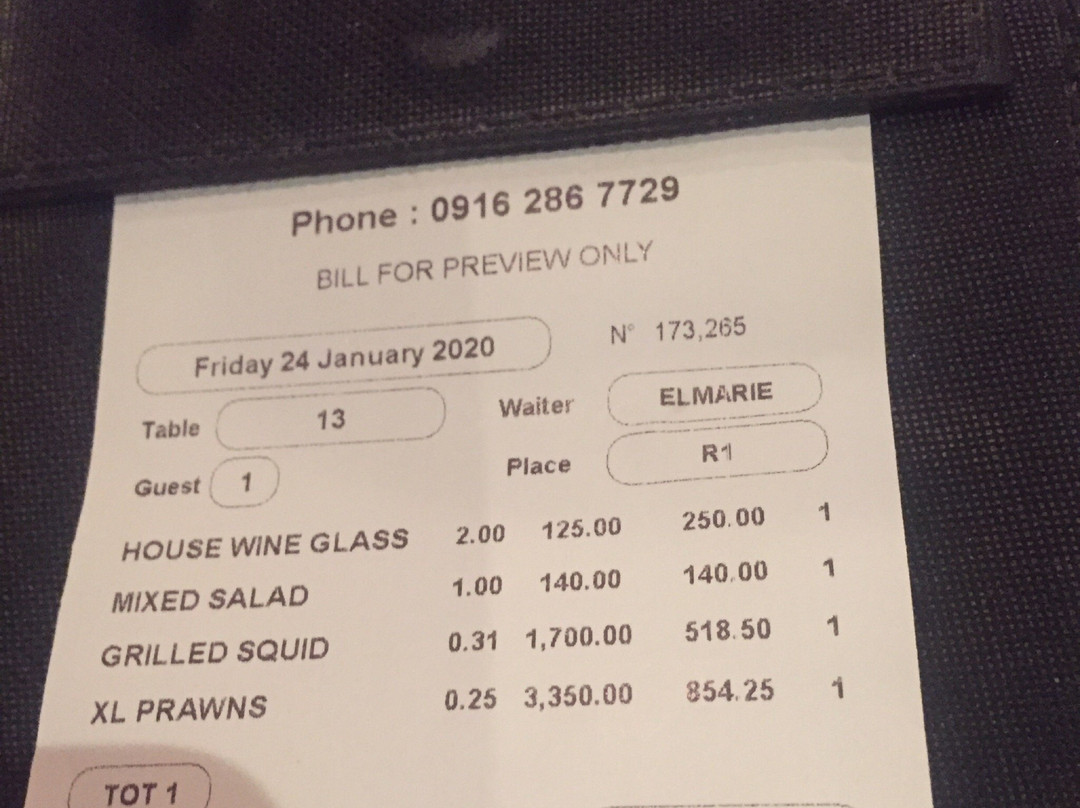 Phone : 0916 286 7729
BILL FOR PREVIEW ONLY
Friday 24 January 2020 N° 173,265
Table 13 Waiter ELMARIE
Guest 1 Place R1
HOUSE WINE GLASS 2.00 125.00 250.00 1
MIXED SALAD 1.00 140.00 140.00 1
GRILLED SQUID 0.31 1,700.00 518.50 1
XL PRAWNS 0.25 3,350.00 854.25 1
TOT 1